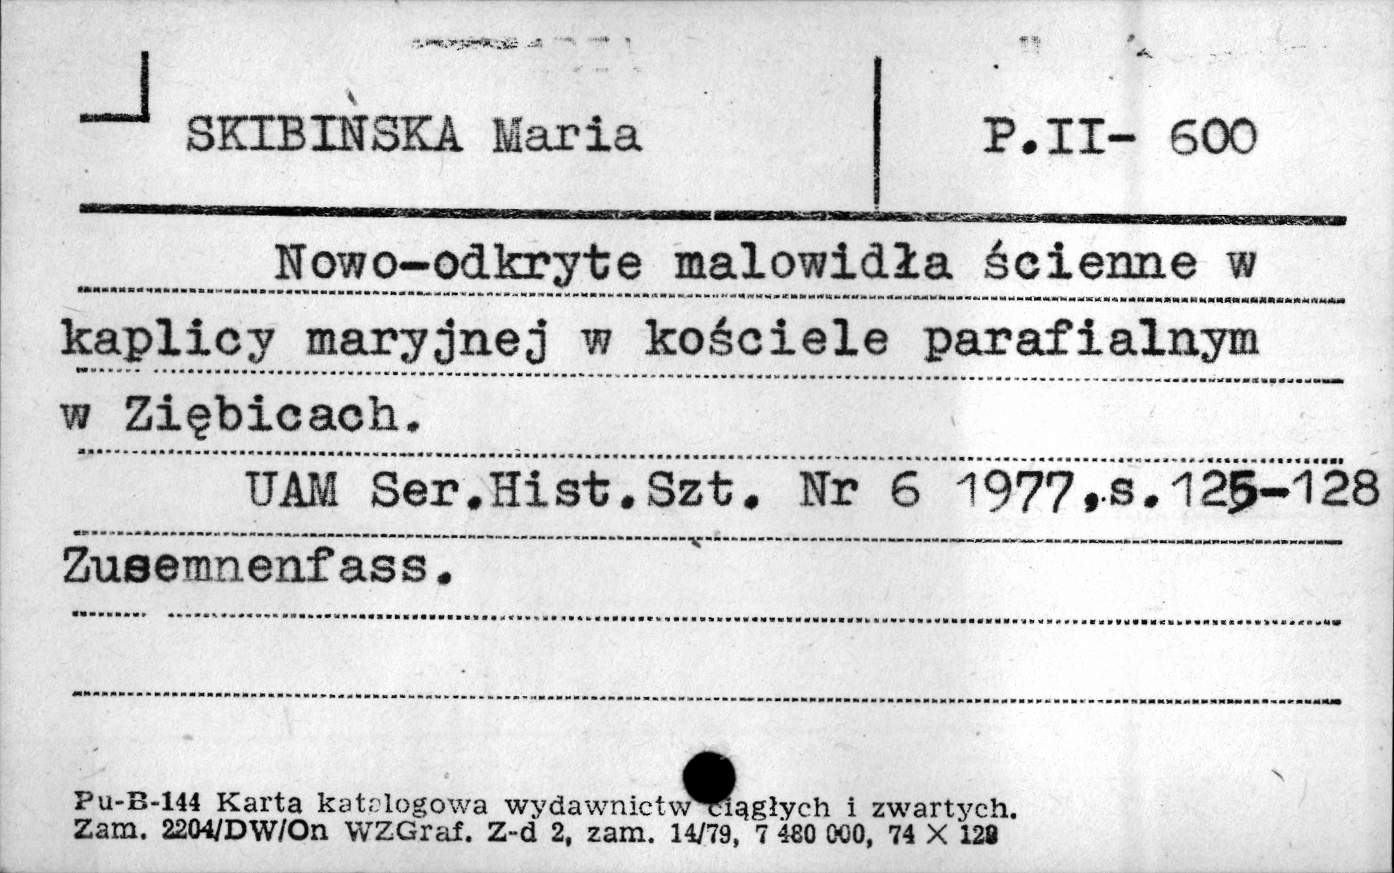 SKIBIŃSKA Maria P.II- 600
Nowo-odkryte malowidła ścienne w
kaplicy maryjnej w kościele parafialnym
w Ziębicach.
UAM Ser.Hist.Szt. Nr 6 1977,s.125-128
Zusemnenfass.
Pu-B-144 Karta katalogowa wydawnictw ciągłych i zwartych.
Zam. 2204/DW/On WZGraf. Z-d 2, zam. 14/79, 7 480 000, 74 X 128